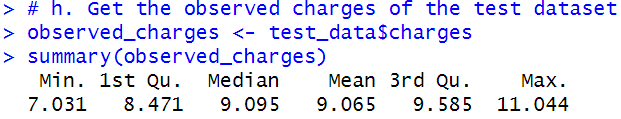 > # h. Get the observed charges of the test dataset
> observed_charges <- test_data$charges
> summary(observed_charges)
   Min. 1st Qu.  Median    Mean 3rd Qu.    Max.
  7.031   8.471   9.095   9.065   9.585  11.044